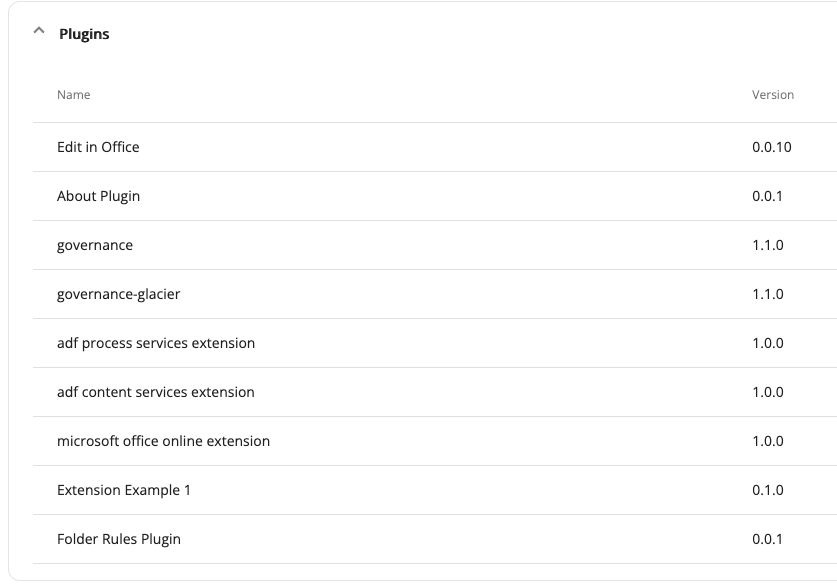 Plugins
Name Version
Edit in Office 0.0.10
About Plugin 0.0.1
governance 1.1.0
governance-glacier 1.1.0
adf process services extension 1.0.0
adf content services extension 1.0.0
microsoft office online extension 1.0.0
Extension Example 1 0.1.0
Folder Rules Plugin 0.0.1